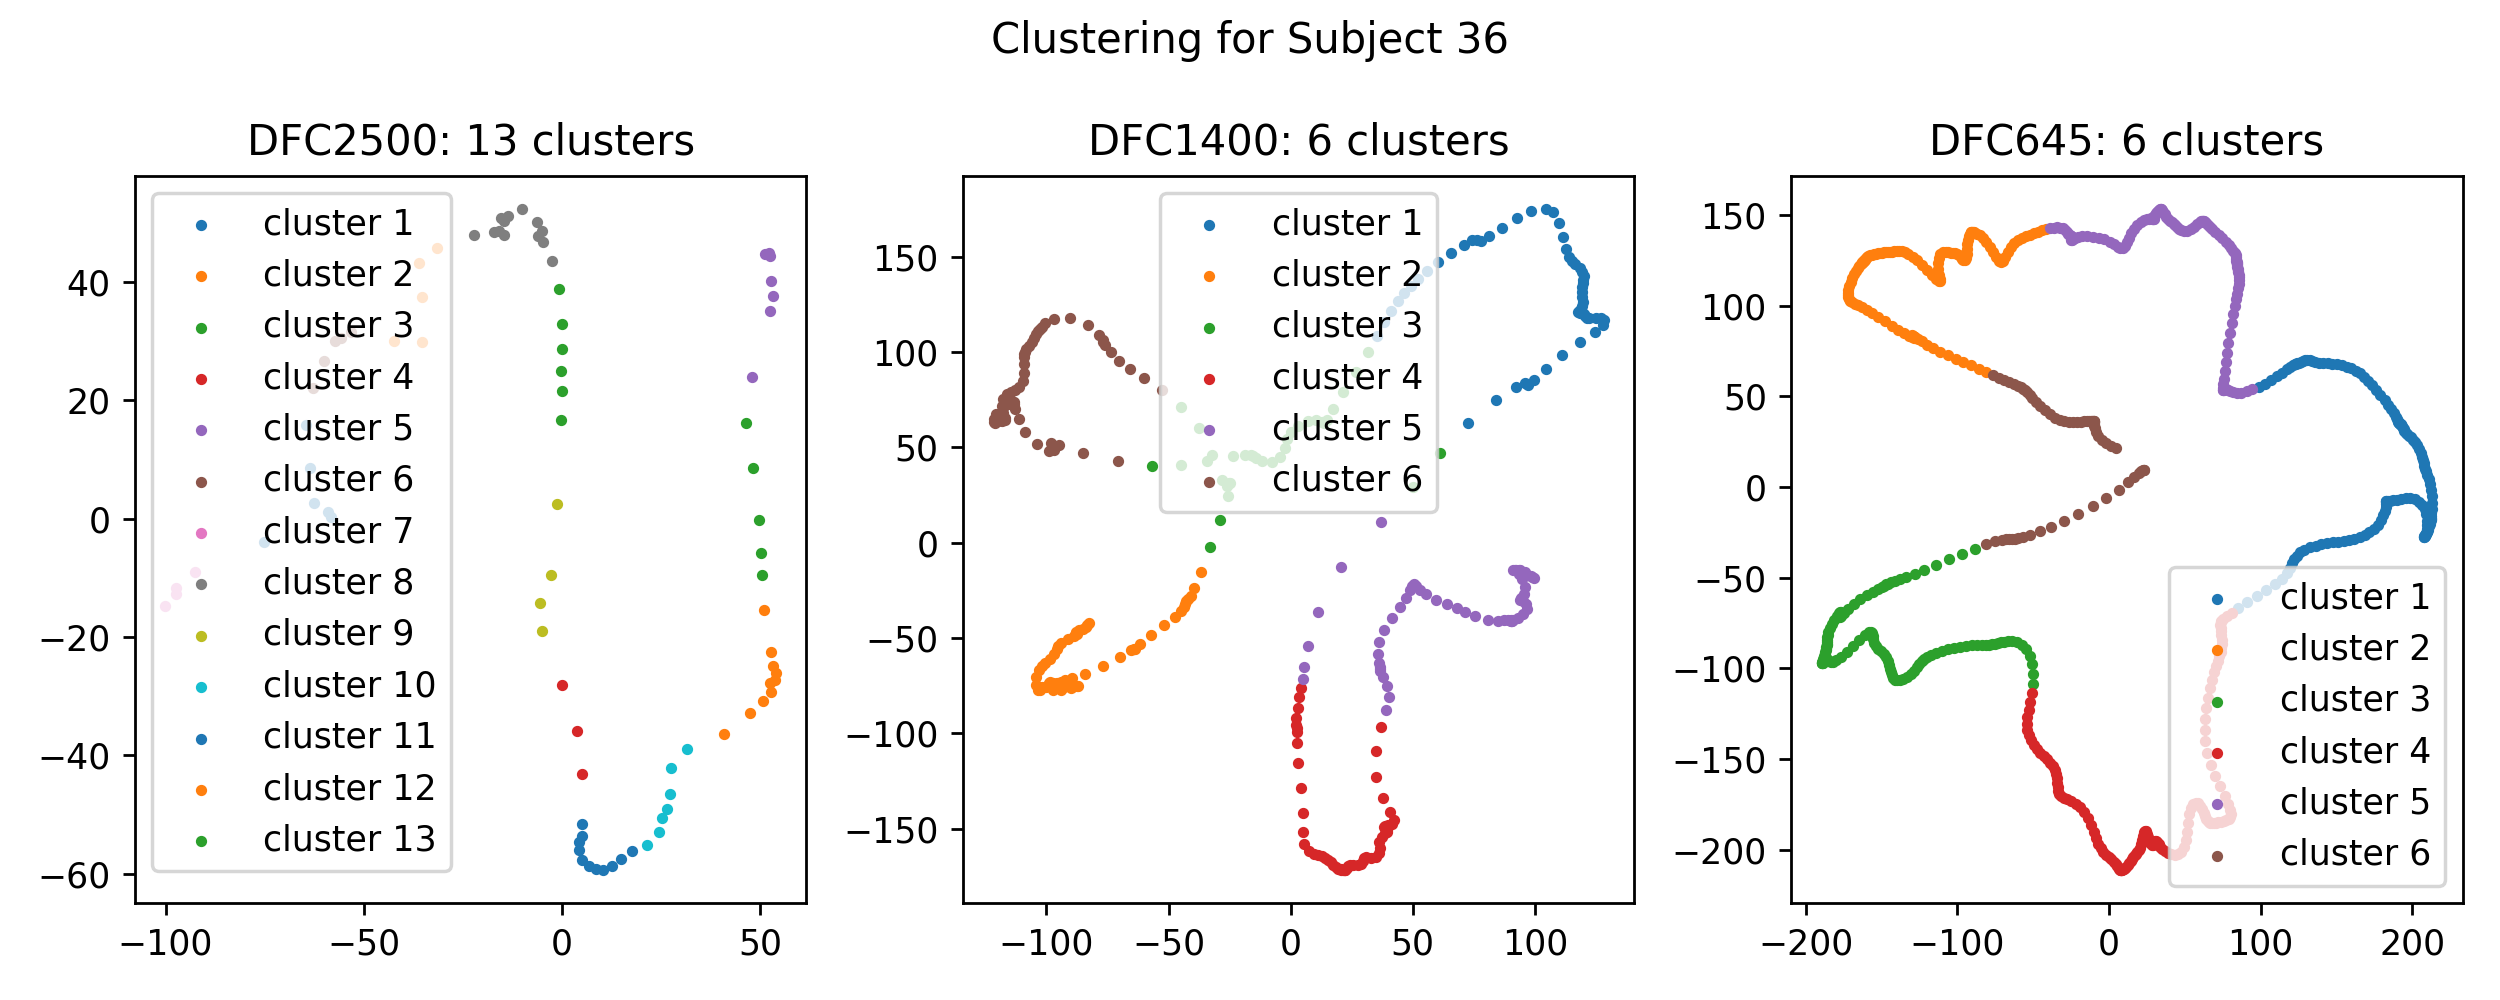 Clustering for Subject 36
DFC2500: 13 clusters
cluster 1
cluster 2
cluster 3
cluster 4
cluster 5
cluster 6
cluster 7
cluster 8
cluster 9
cluster 10
cluster 11
cluster 12
cluster 13
40
20
0
−20
−40
−60
−100
−50
0
50
DFC1400: 6 clusters
cluster 1
cluster 2
cluster 3
cluster 4
cluster 5
cluster 6
150
100
50
0
−50
−100
−150
−100
−50
0
50
100
DFC645: 6 clusters
150
100
50
0
−50
−100
−150
−200
cluster 1
cluster 2
cluster 3
cluster 4
cluster 5
cluster 6
−200
−100
0
100
200